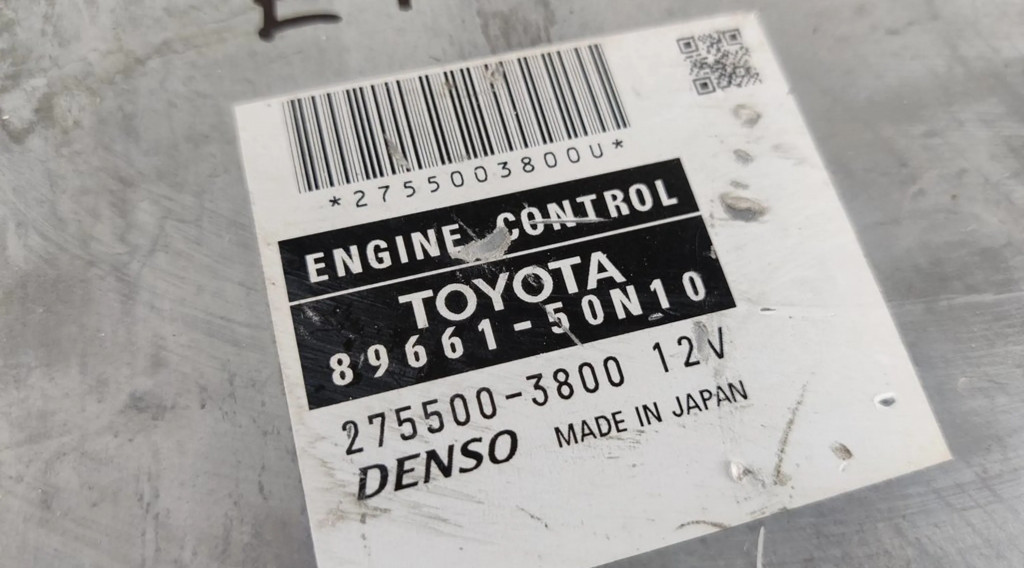 *2755003800U*
ENGINE CONTROL
TOYOTA
89661-50N10
275500-3800 12V
DENSO MADE IN JAPAN